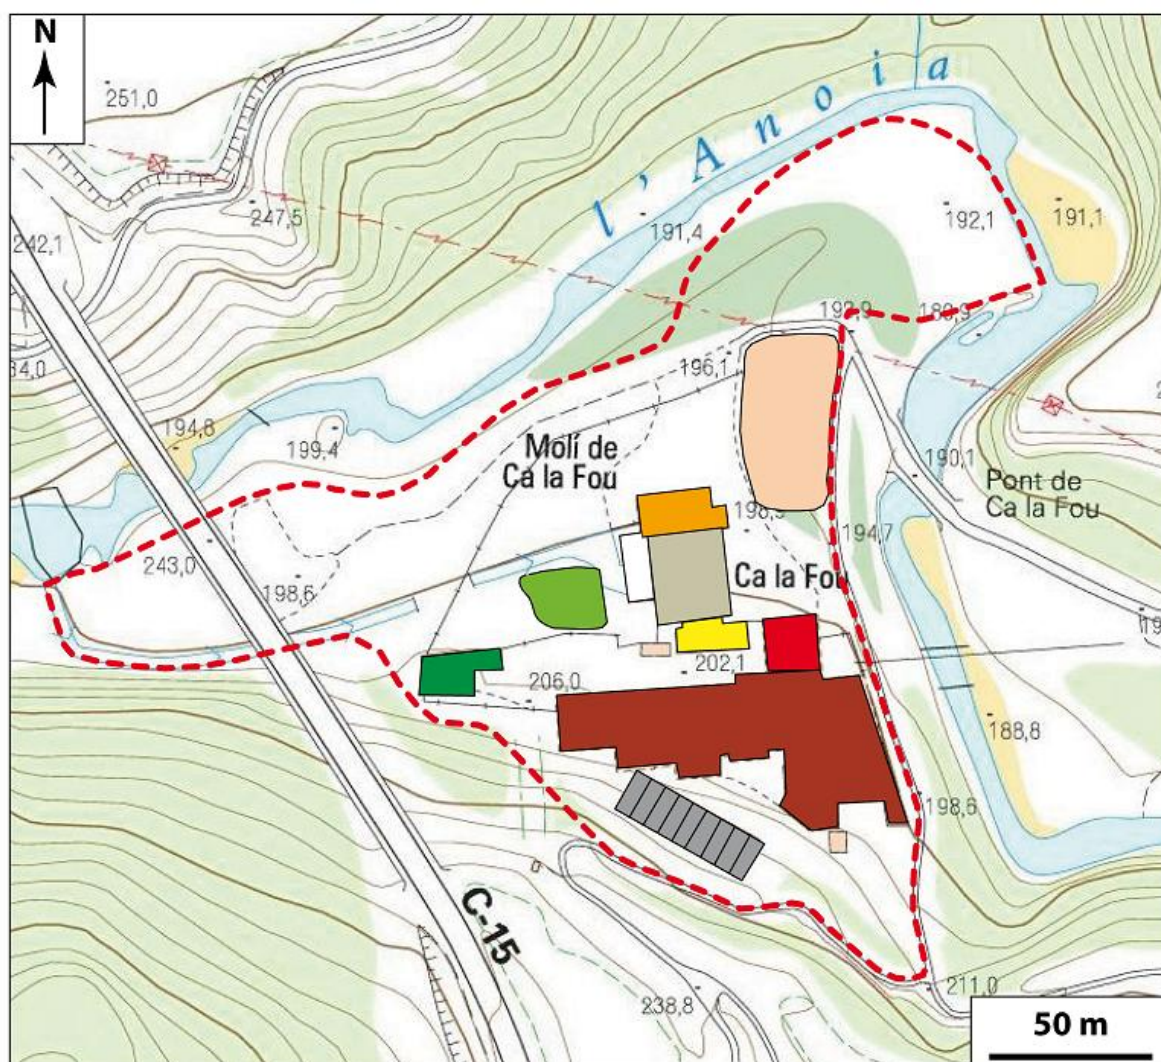 N
251,0
l'Anoia
247,5
242,1
191,4
192,1
191,1
192,9
189,9
196,1
194,8
199,4
Molí de
Ca la Fou
190,1
Pont de
Ca la Fou
194,7
243,0
198,6
Ca la Fou
202,1
206,0
188,8
198,6
C-15
211,0
238,8
50 m